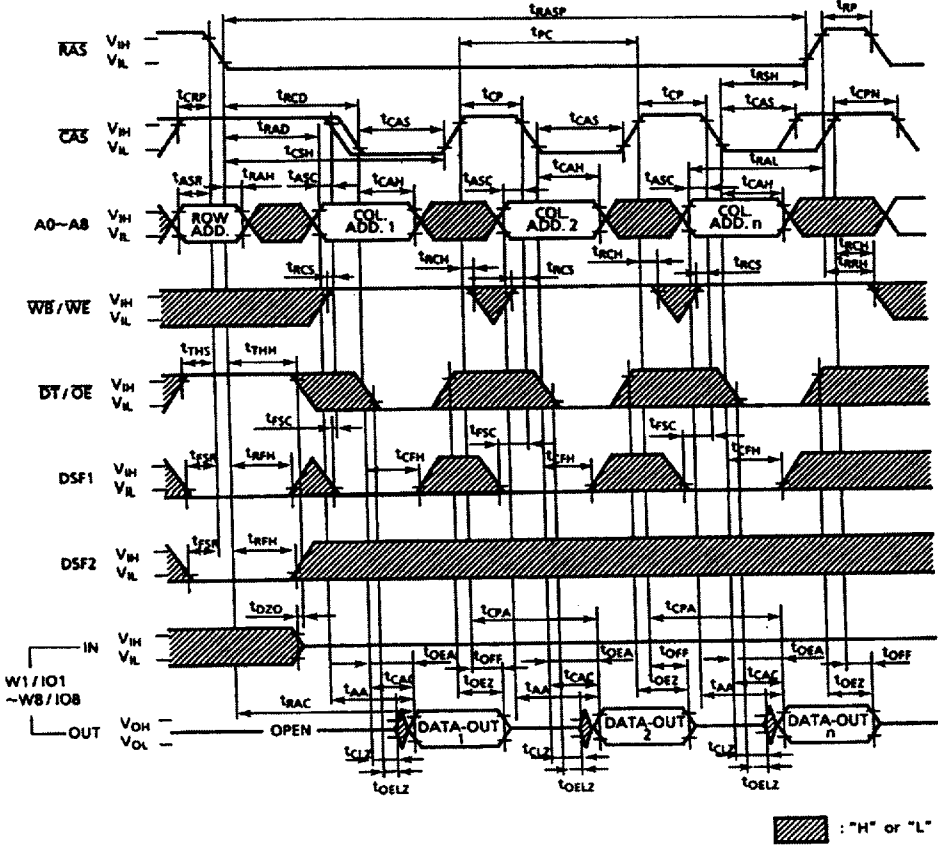 tRASP tRP
tPC
RAS VIH
VIL
tRSH
tCRP tRCD tCP tCP tCAS tCPN
tCAS tCAS
CAS VIH
VIL
tRAD
tCSH tRAL
tASR tRAH tASC tCAH tASC tCAH tASC tCAH
A0~A8 VIH
VIL
ROW ADD. COL. ADD. 1 COL. ADD. 2 COL. ADD. n
tRCS tRCH tRCS tRCH tRCS tRCH
tRRH
WB / WE VIH
VIL
tTHS tTHH
DT / OE VIH
VIL
tFSC tFSC tFSC
tFSR tRFH tCFH tCFH tCFH
DSF1 VIH
VIL
tFSR tRFH
DSF2 VIH
VIL
tDZO tCPA tCPA
IN VIH
VIL
tOEA tOFF tOEA tOFF tOEA tOFF
W1 / IO1
~W8 / IO8
tCAC tOEZ tCAC tOEZ tCAC tOEZ
tAA tAA tAA
tRAC
OUT VOH
VOL
OPEN DATA-OUT 1 DATA-OUT 2 DATA-OUT n
tCLZ tCLZ tCLZ
tOELZ tOELZ tOELZ
: "H" or "L"